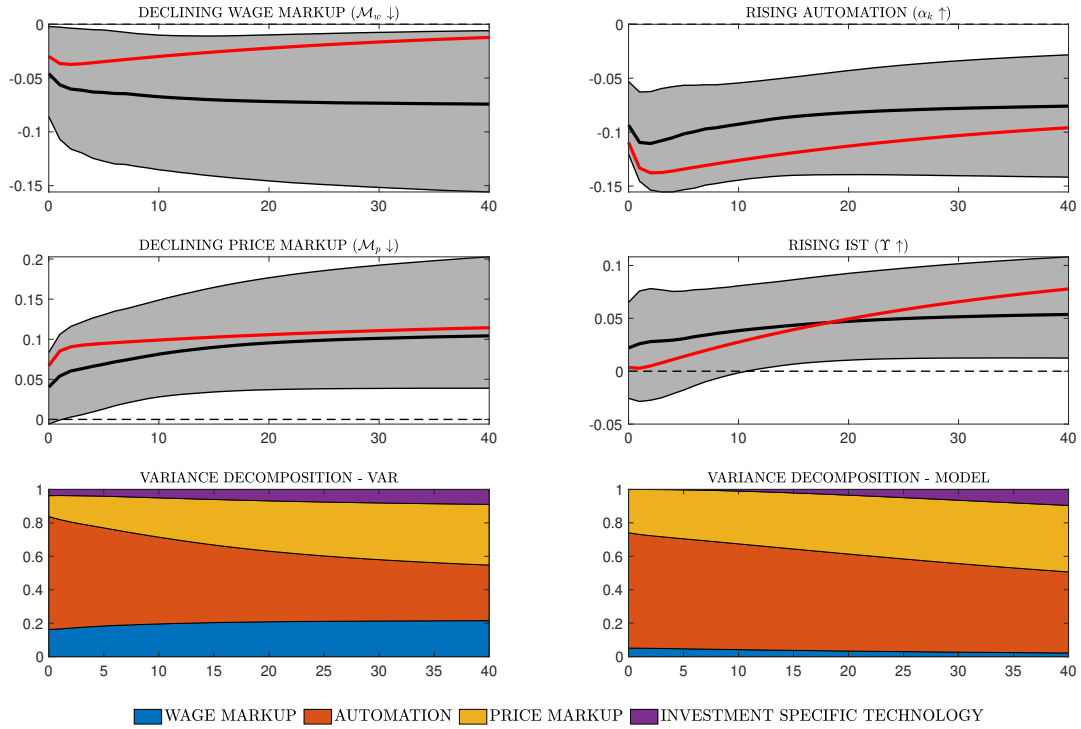 DECLINING WAGE MARKUP (𝓜w ↓)
0
-0.05
-0.1
-0.15
0 10 20 30 40
RISING AUTOMATION (αk ↑)
0
-0.05
-0.1
-0.15
0 10 20 30 40
DECLINING PRICE MARKUP (𝓜p ↓)
0.2
0.15
0.1
0.05
0
0 10 20 30 40
RISING IST (ϒ ↑)
0.1
0.05
0
-0.05
0 10 20 30 40
VARIANCE DECOMPOSITION - VAR
1
0.8
0.6
0.4
0.2
0
0 5 10 15 20 25 30 35 40
VARIANCE DECOMPOSITION - MODEL
1
0.8
0.6
0.4
0.2
0
0 5 10 15 20 25 30 35 40
WAGE MARKUP AUTOMATION PRICE MARKUP INVESTMENT SPECIFIC TECHNOLOGY